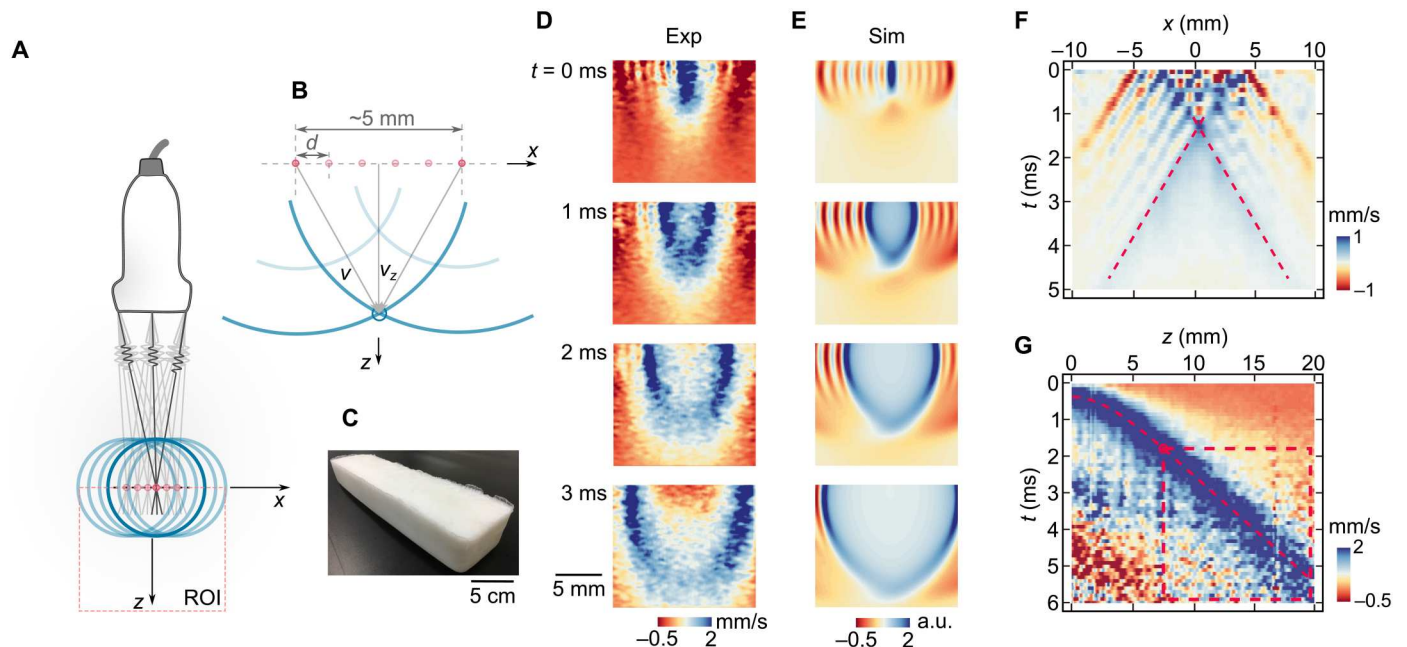 A
B
~5 mm
d
x
v
v_z
z
x
z
ROI
C
5 cm
D
Exp
t = 0 ms
1 ms
2 ms
3 ms
5 mm
mm/s
–0.5 2
E
Sim
a.u.
–0.5 2
F
x (mm)
–10 –5 0 5 10
t (ms)
0
1
2
3
4
5
mm/s
1
–1
G
z (mm)
0 5 10 15 20
t (ms)
0
1
2
3
4
5
6
mm/s
2
–0.5